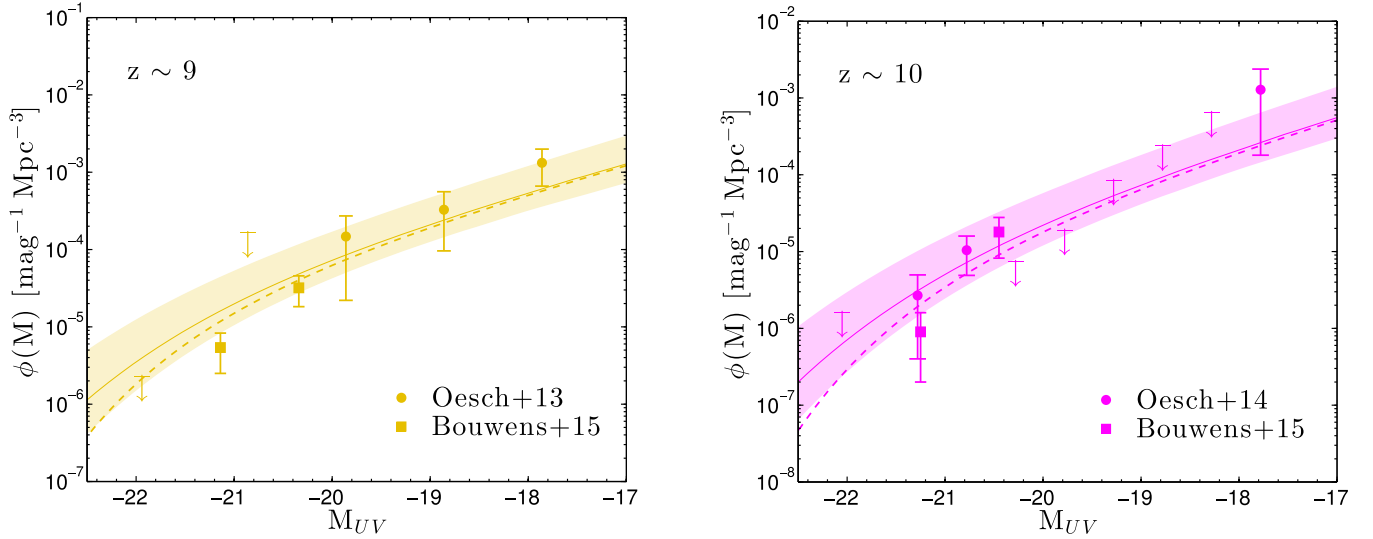 10⁻¹
10⁻²
10⁻³
10⁻⁴
10⁻⁵
10⁻⁶
10⁻⁷
ϕ(M) [mag⁻¹ Mpc⁻³]
z ∼ 9
Oesch+13
Bouwens+15
−22 −21 −20 −19 −18 −17
M_UV
10⁻²
10⁻³
10⁻⁴
10⁻⁵
10⁻⁶
10⁻⁷
10⁻⁸
ϕ(M) [mag⁻¹ Mpc⁻³]
z ∼ 10
Oesch+14
Bouwens+15
−22 −21 −20 −19 −18 −17
M_UV